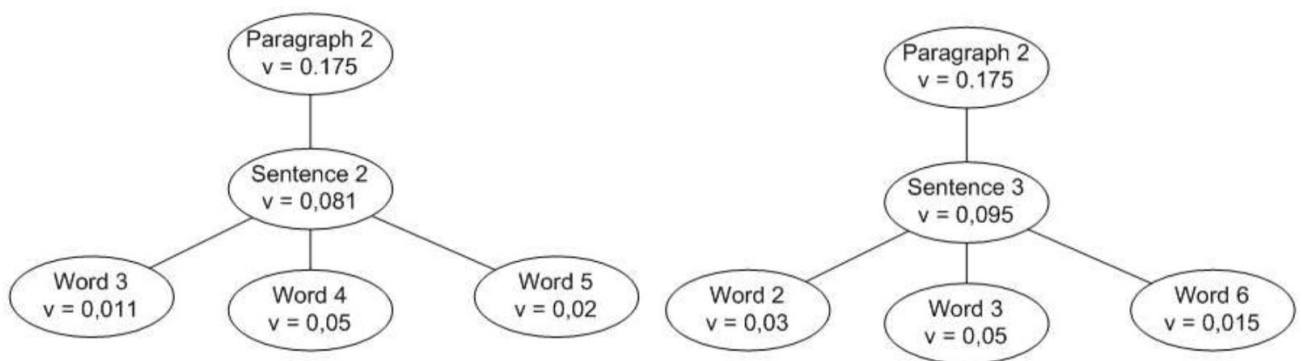 Paragraph 2
v = 0.175
Sentence 2
v = 0,081
Word 3
v = 0,011
Word 4
v = 0,05
Word 5
v = 0,02
Paragraph 2
v = 0.175
Sentence 3
v = 0,095
Word 2
v = 0,03
Word 3
v = 0,05
Word 6
v = 0,015